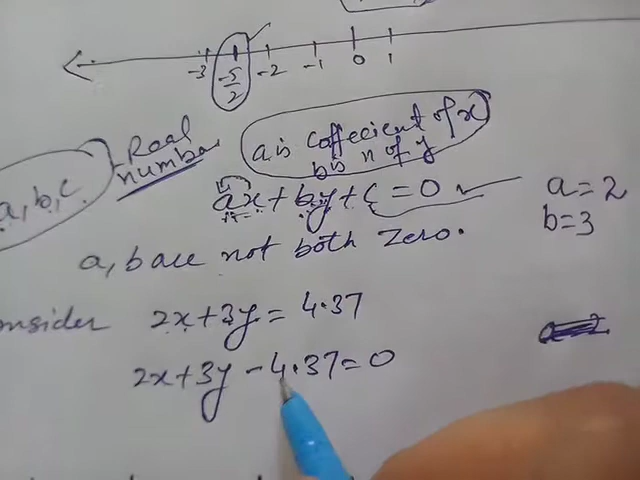 -3 -5/2 -2 -1 0 1
a is coffecient of x
b is n of y
a, b, c Real number
ax + by + c = 0
a = 2
b = 3
a, b are not both zero.
onsider 2x + 3y = 4.37
2x + 3y - 4.37 = 0